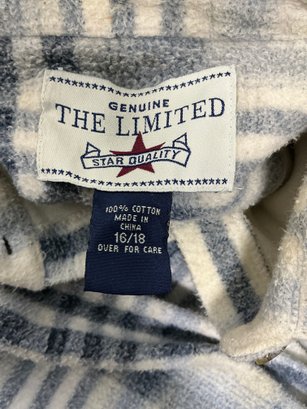 GENUINE
THE LIMITED
STAR QUALITY
100% COTTON
MADE IN
CHINA
16/18
OVER FOR CARE